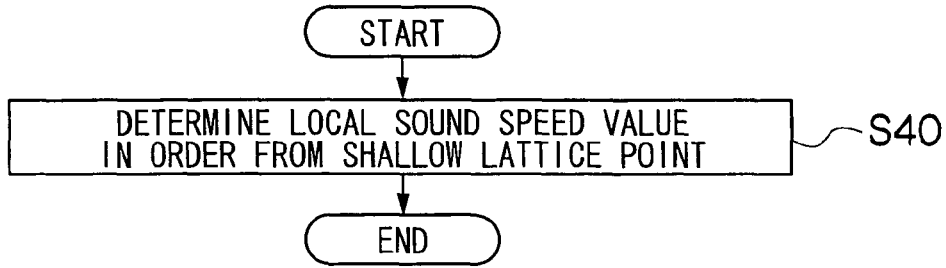 START
DETERMINE LOCAL SOUND SPEED VALUE
IN ORDER FROM SHALLOW LATTICE POINT
S40
END